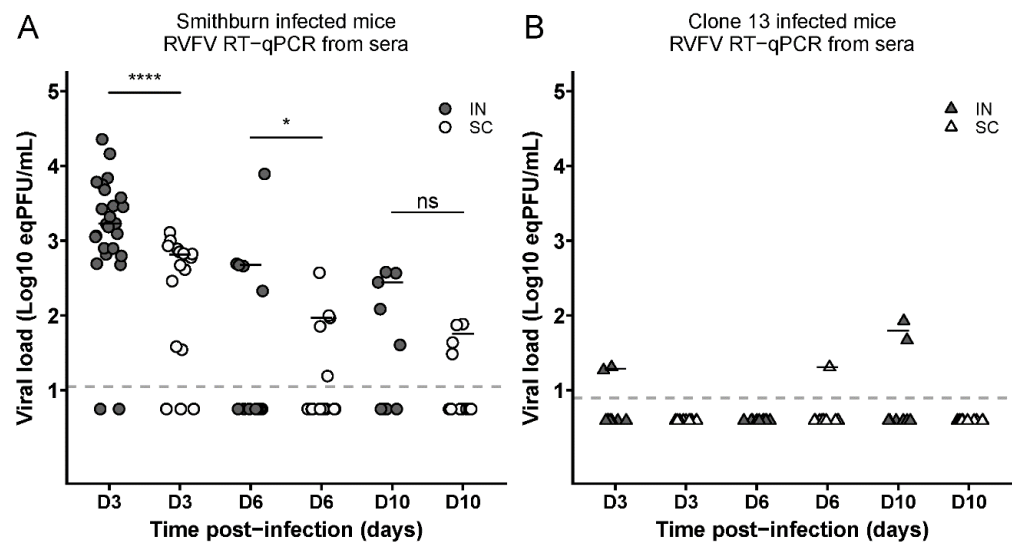 A
Smithburn infected mice
RVFV RT−qPCR from sera
Viral load (Log10 eqPFU/mL)
5
4
3
2
1
****
*
ns
IN
SC
D3
D3
D6
D6
D10
D10
Time post−infection (days)
B
Clone 13 infected mice
RVFV RT−qPCR from sera
Viral load (Log10 eqPFU/mL)
5
4
3
2
1
IN
SC
D3
D3
D6
D6
D10
D10
Time post−infection (days)